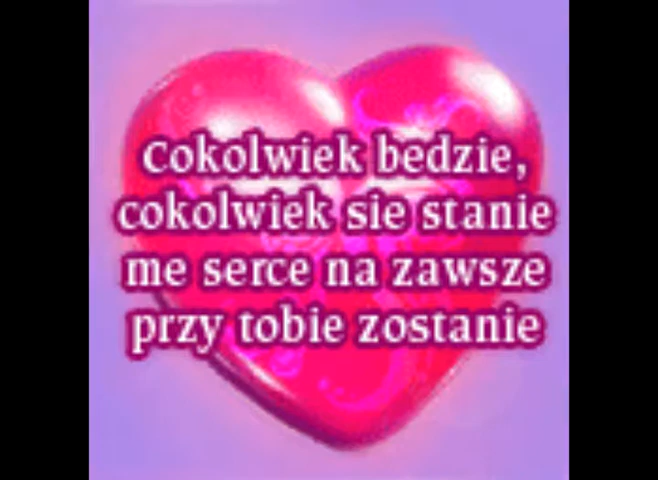 Cokolwiek bedzie,
cokolwiek sie stanie
me serce na zawsze
przy tobie zostanie